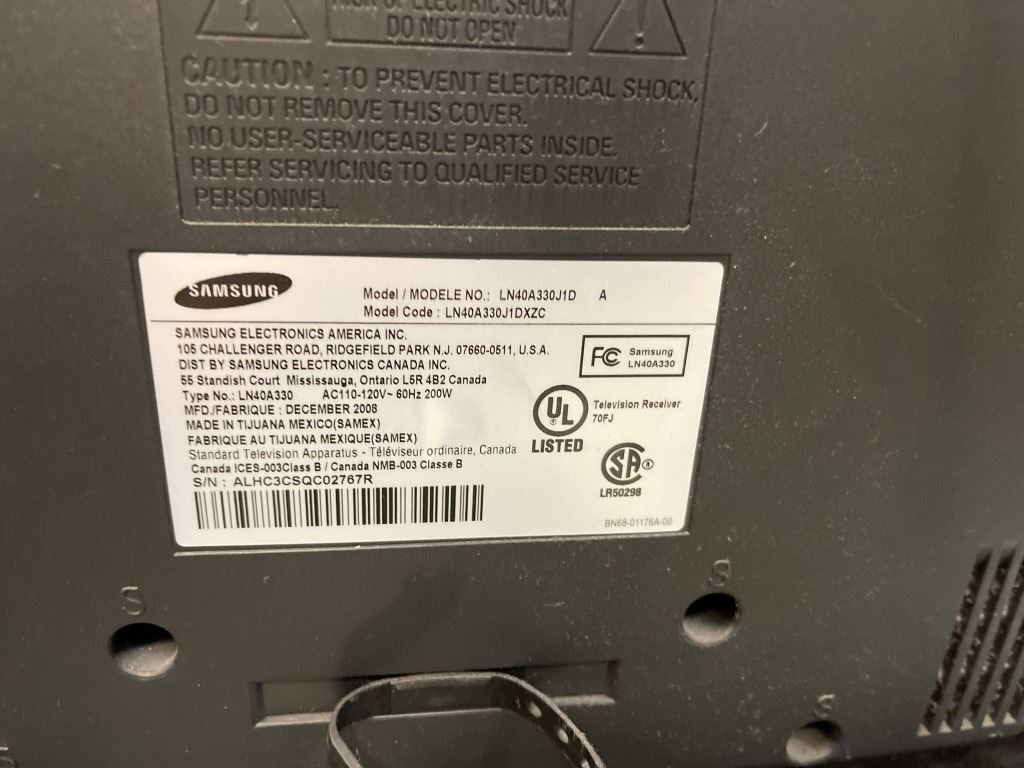 RISK OF ELECTRIC SHOCK
DO NOT OPEN
CAUTION : TO PREVENT ELECTRICAL SHOCK,
DO NOT REMOVE THIS COVER.
NO USER-SERVICEABLE PARTS INSIDE.
REFER SERVICING TO QUALIFIED SERVICE
PERSONNEL.
SAMSUNG
Model / MODELE NO.: LN40A330J1D A
Model Code : LN40A330J1DXZC
SAMSUNG ELECTRONICS AMERICA INC.
105 CHALLENGER ROAD, RIDGEFIELD PARK N.J. 07660-0511, U.S.A.
DIST BY SAMSUNG ELECTRONICS CANADA INC.
55 Standish Court Mississauga, Ontario L5R 4B2 Canada
Type No.: LN40A330 AC110-120V~ 60Hz 200W
MFD./FABRIQUE : DECEMBER 2008
MADE IN TIJUANA MEXICO(SAMEX)
FABRIQUE AU TIJUANA MEXIQUE(SAMEX)
Standard Television Apparatus - Téléviseur ordinaire, Canada
Canada ICES-003Class B / Canada NMB-003 Classe B
S/N : ALHC3CSQC02767R
FC Samsung
LN40A330
UL ®
LISTED
Television Receiver
70FJ
SA ®
LR50298
BN68-01176A-00
S
S
S